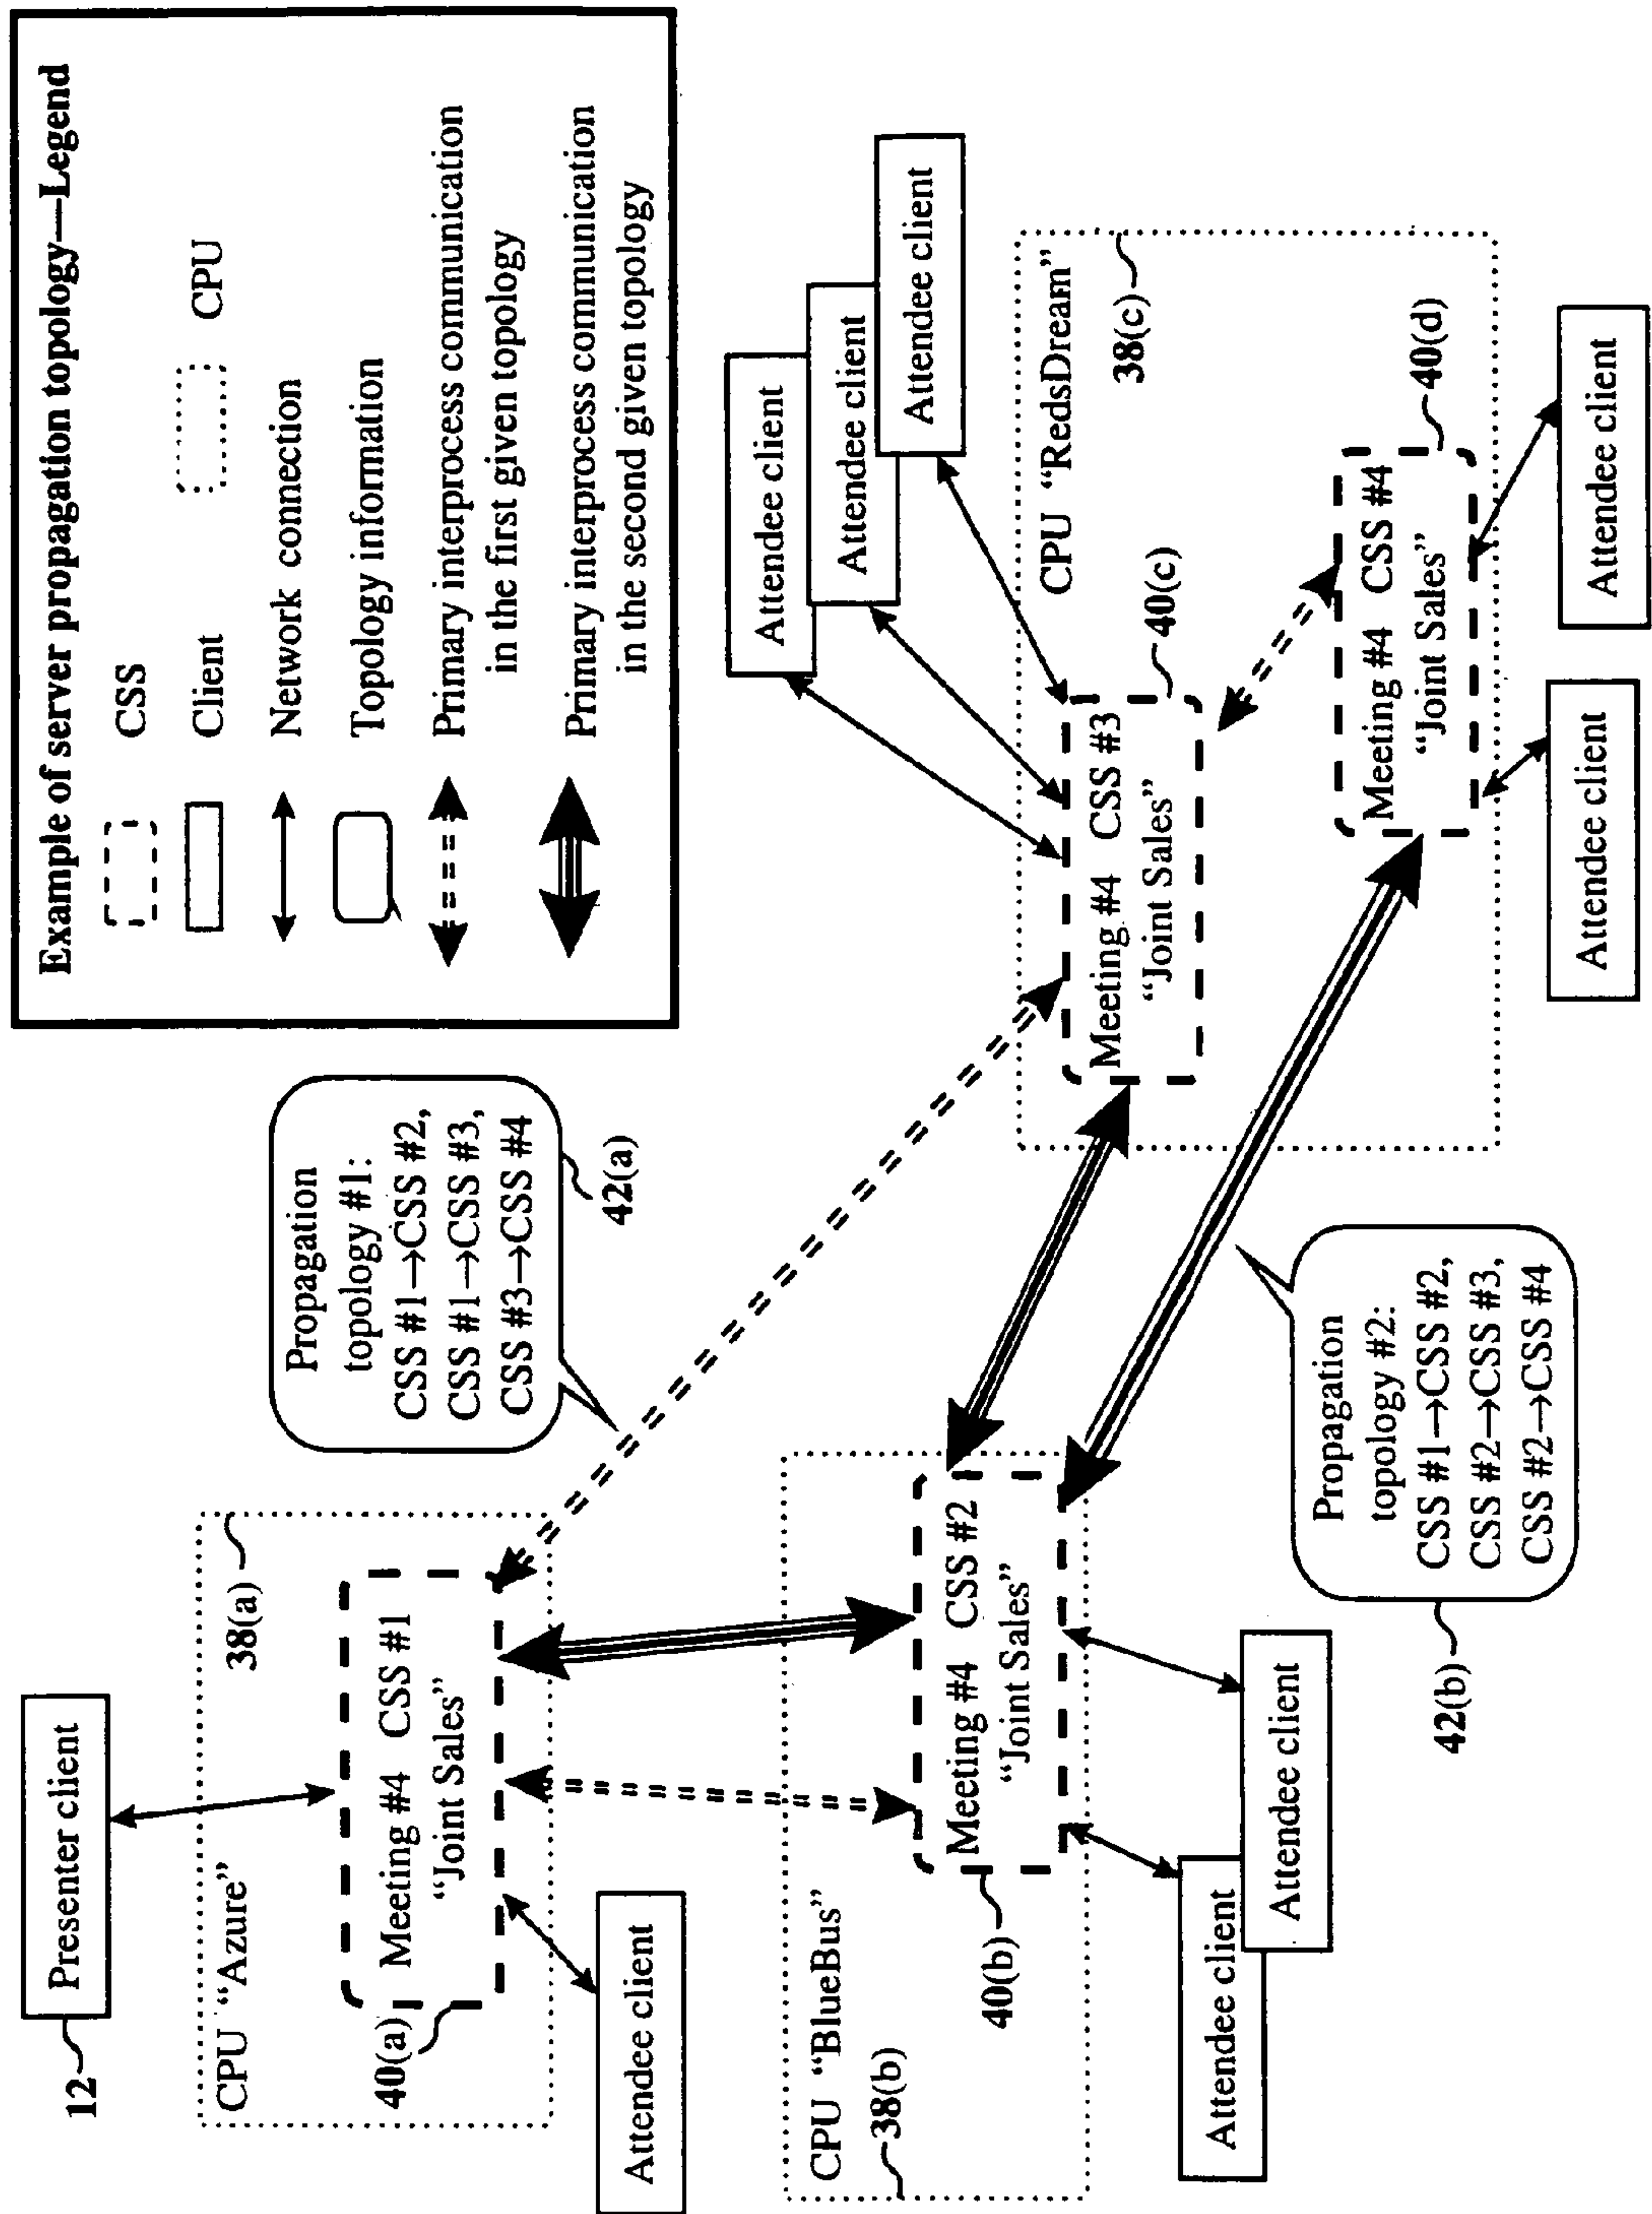 Example of server propagation topology—Legend
CSS
Client
CPU
Network connection
Topology information
Primary interprocess communication
in the first given topology
Primary interprocess communication
in the second given topology
12
Presenter client
CPU “Azure”
38(a)
Meeting #4 CSS #1
“Joint Sales”
40(a)
Attendee client
Propagation
topology #1:
CSS #1→CSS #2,
CSS #1→CSS #3,
CSS #3→CSS #4
42(a)
CPU “BlueBus”
38(b)
Meeting #4 CSS #2
“Joint Sales”
40(b)
Attendee client
Attendee client
Propagation
topology #2:
CSS #1→CSS #2,
CSS #2→CSS #3,
CSS #2→CSS #4
42(b)
Attendee client
Attendee client
Attendee client
CPU “RedsDream”
38(c)
Meeting #4 CSS #3
“Joint Sales”
40(c)
Meeting #4 CSS #4
“Joint Sales”
40(d)
Attendee client
Attendee client